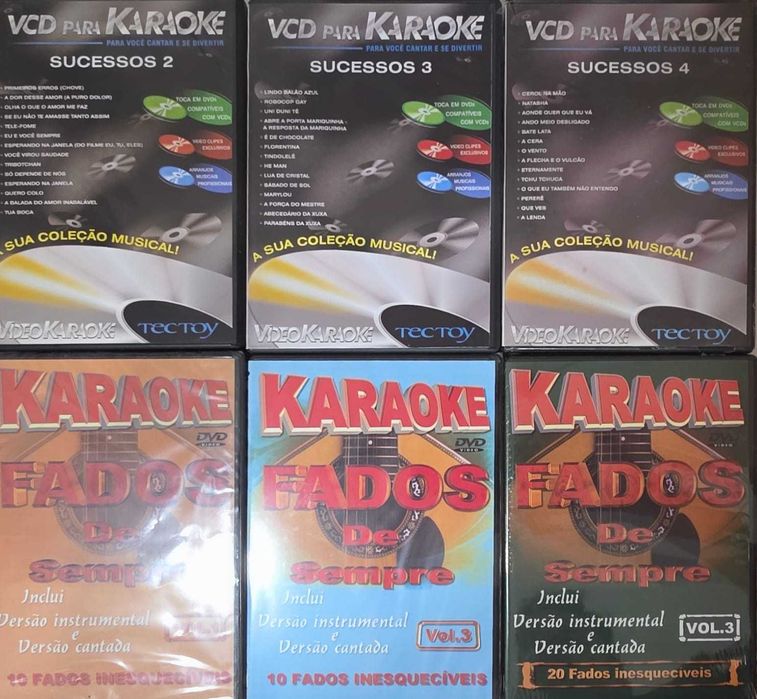 VCD PARA KARAOKE
PARA VOCÊ CANTAR E SE DIVERTIR
SUCESSOS 2
PRIMEIROS ERROS (CHOVE)
A DOR DESSE AMOR (A PURO DOLOR)
OLHA O QUE O AMOR ME FAZ
SE EU NÃO TE AMASSE TANTO ASSIM
TELE-FOME
EU E VOCÊ SEMPRE
ESPERANDO NA JANELA (DO FILME EU, TU, ELES)
VOCÊ VIROU SAUDADE
TRIBOTCHAN
SÓ DEPENDE DE NÓS
ESPERANDO NA JANELA
QUERO COLO
A BALADA DO AMOR INABALÁVEL
TUA BOCA
TOCA EM DVDs
COMPATÍVEIS
COM VCDs
VIDEO CLIPES
EXCLUSIVOS
ARRANJOS
MUSICAIS
PROFISSIONAIS
A SUA COLEÇÃO MUSICAL!
VIDEOKARAOKE
TECTOY
VCD PARA KARAOKE
PARA VOCÊ CANTAR E SE DIVERTIR
SUCESSOS 3
LINDO BALÃO AZUL
ROBOCOP GAY
UNI DUNI TÊ
ABRE A PORTA MARIQUINHA -
A RESPOSTA DA MARIQUINHA
É DE CHOCOLATE
FLORENTINA
TINDOLELÊ
HE MAN
LUA DE CRISTAL
SÁBADO DE SOL
MARYLOU
A FORÇA DO MESTRE
ABECEDÁRIO DA XUXA
PARABÉNS DA XUXA
TOCA EM DVDs
COMPATÍVEIS
COM VCDs
VIDEO CLIPES
EXCLUSIVOS
ARRANJOS
MUSICAIS
PROFISSIONAIS
A SUA COLEÇÃO MUSICAL!
VIDEOKARAOKE
TECTOY
VCD PARA KARAOKE
PARA VOCÊ CANTAR E SE DIVERTIR
SUCESSOS 4
CEROL NA MÃO
NATASHA
AONDE QUER QUE EU VÁ
ANDO MEIO DESLIGADO
BATE LATA
A CERA
O VENTO
A FLECHA E O VULCÃO
ETERNAMENTE
TCHU TCHUCA
O QUE EU TAMBÉM NÃO ENTENDO
PERERÊ
QUE VES
A LENDA
TOCA EM DVDs
COMPATÍVEIS
COM VCDs
VIDEO CLIPES
EXCLUSIVOS
ARRANJOS
MUSICAIS
PROFISSIONAIS
A SUA COLEÇÃO MUSICAL!
VIDEOKARAOKE
TECTOY
KARAOKE
DVD
VIDEO
FADOS
De
Sempre
Inclui
Versão instrumental
e
Versão cantada
10 FADOS INESQUECÍVEIS
KARAOKE
DVD
VIDEO
FADOS
De
Sempre
Inclui
Versão instrumental
e
Versão cantada
Vol.3
10 FADOS INESQUECÍVEIS
KARAOKE
DVD
VIDEO
FADOS
De
Sempre
Inclui
Versão instrumental
e
Versão cantada
VOL.3
20 Fados inesquecíveis